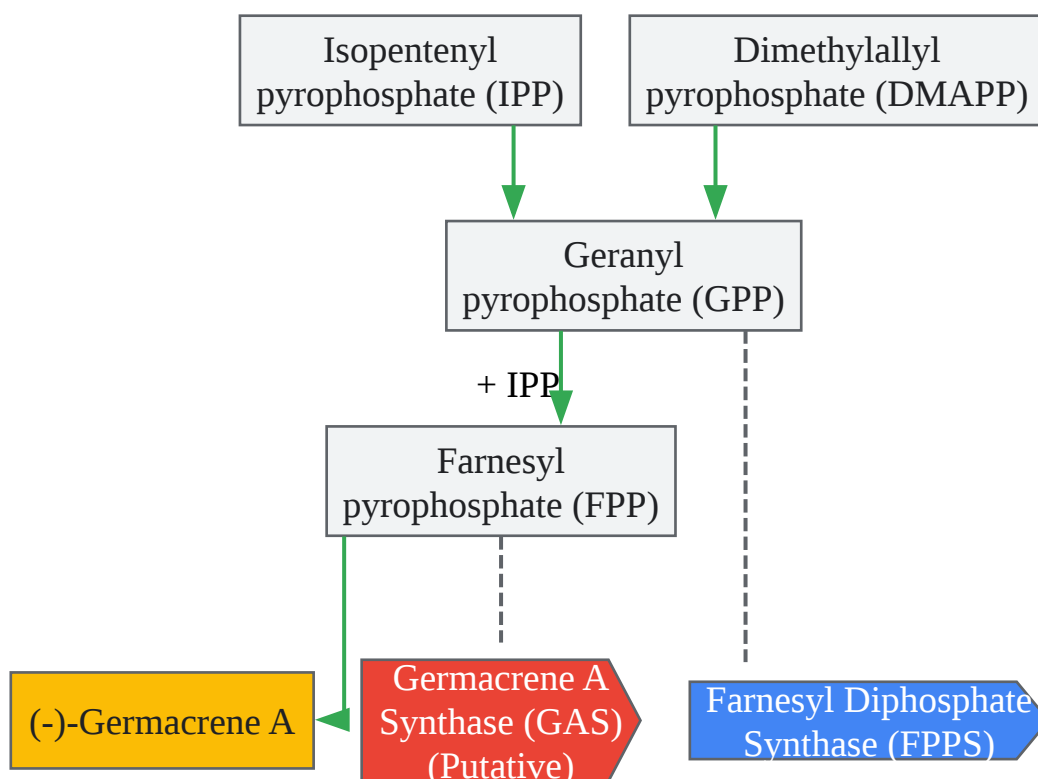 Isopentenyl
pyrophosphate (IPP)
Dimethylallyl
pyrophosphate (DMAPP)
Geranyl
pyrophosphate (GPP)
+ IPP
Farnesyl
pyrophosphate (FPP)
(-)-Germacrene A
Germacrene A
Synthase (GAS)
(Putative)
Farnesyl Diphosphate
Synthase (FPPS)